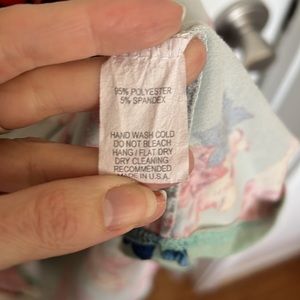 95% POLYESTER
5% SPANDEX
HAND WASH COLD
DO NOT BLEACH
HANG / FLAT DRY
DRY CLEANING
RECOMMENDED
MADE IN U.S.A.